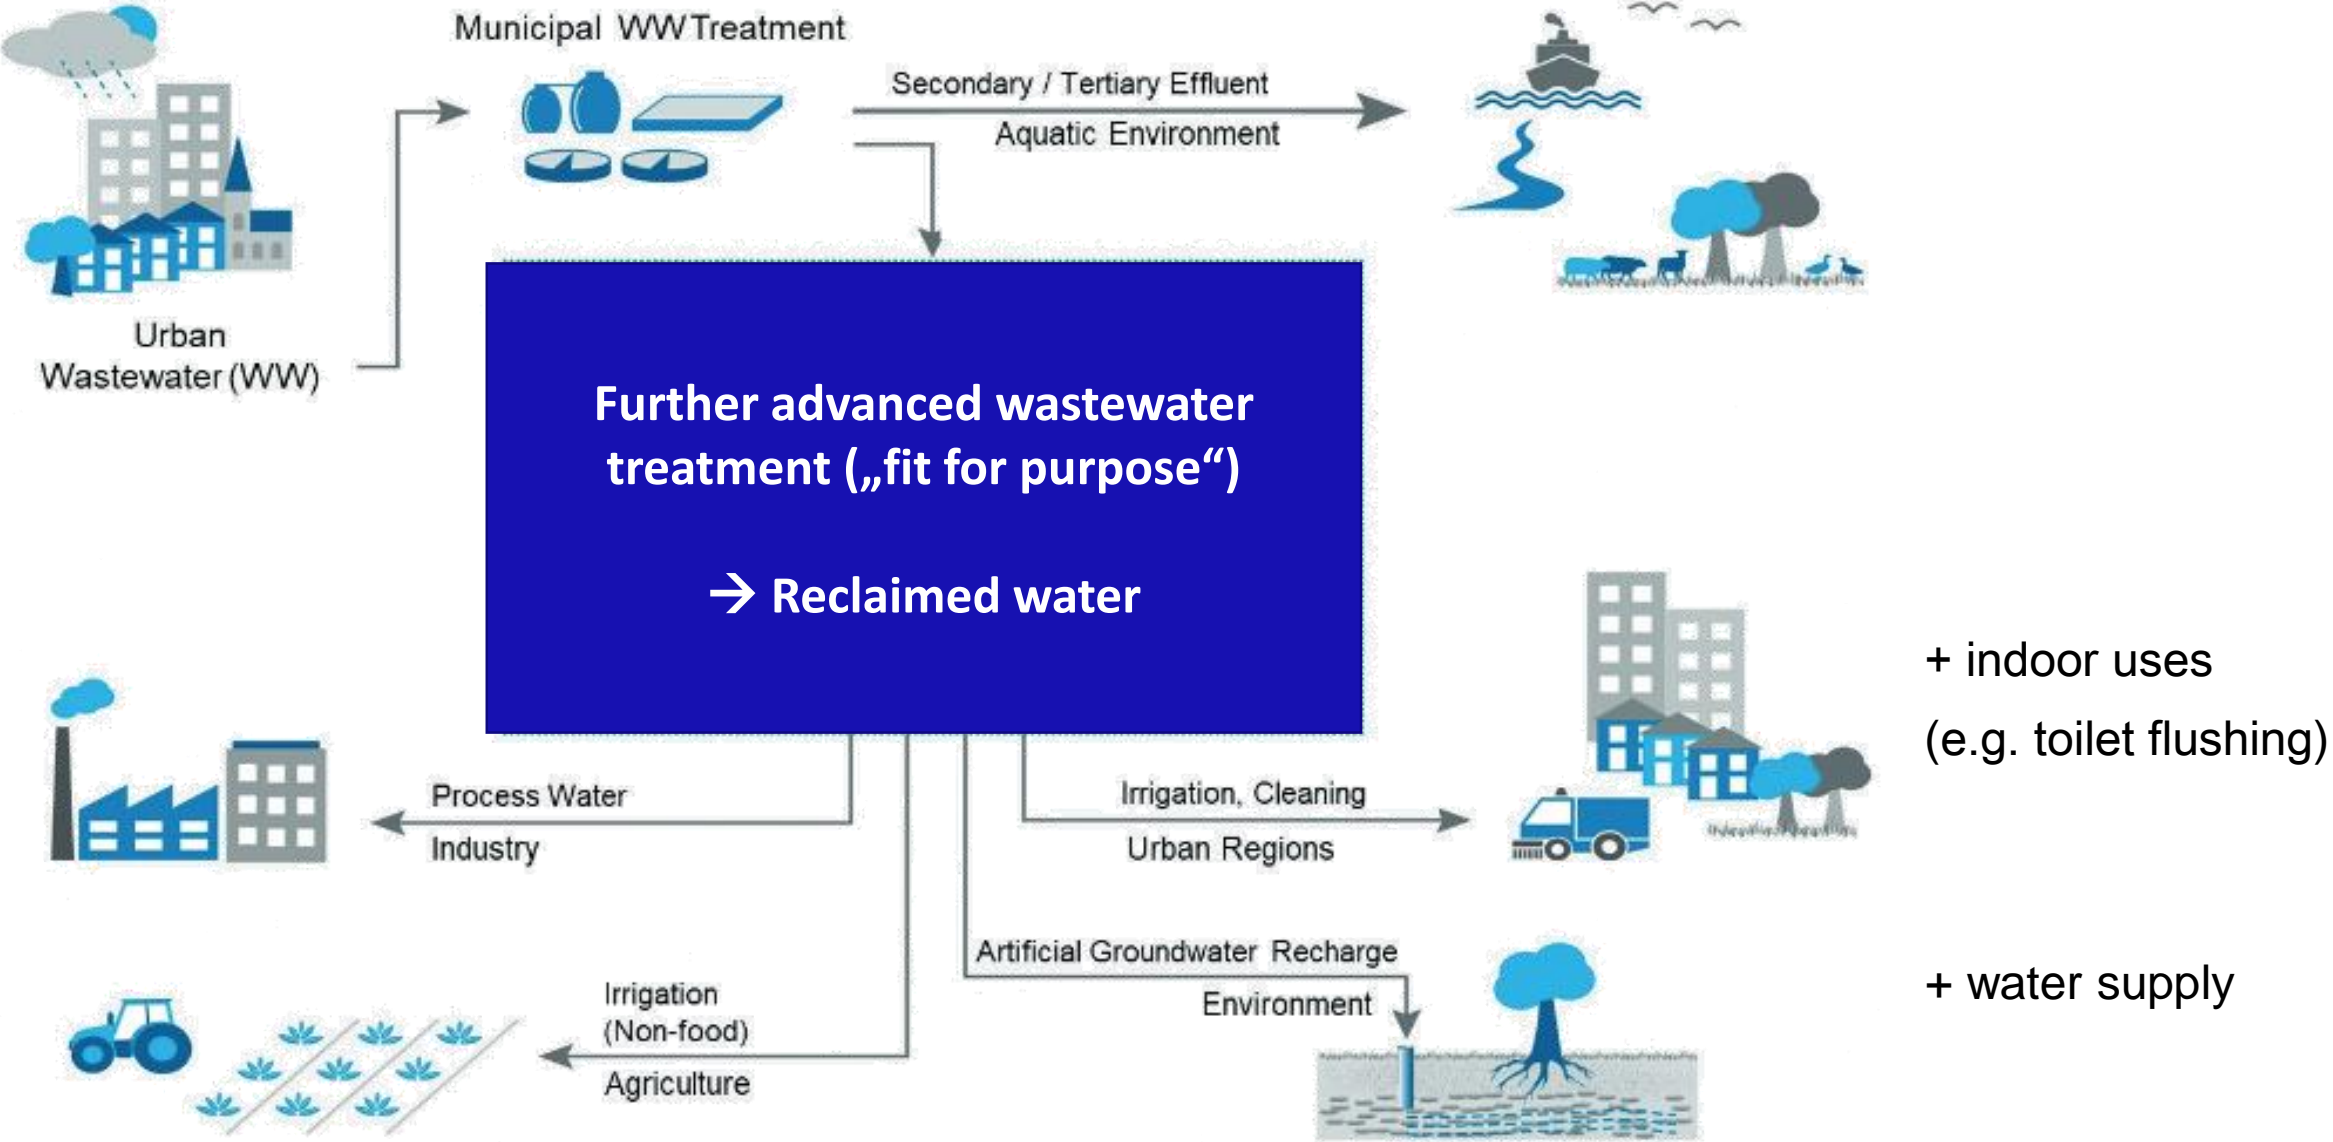 Municipal WW Treatment
Secondary / Tertiary Effluent
Aquatic Environment
Urban
Wastewater (WW)
Further advanced wastewater
treatment („fit for purpose“)
→ Reclaimed water
Process Water
Industry
Irrigation, Cleaning
Urban Regions
+ indoor uses
(e.g. toilet flushing)
Irrigation
(Non-food)
Agriculture
Artificial Groundwater Recharge
Environment
+ water supply